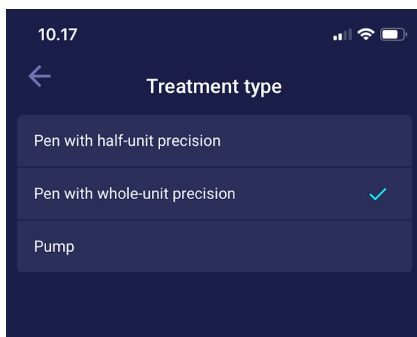 10.17
Treatment type
Pen with half-unit precision
Pen with whole-unit precision
Pump